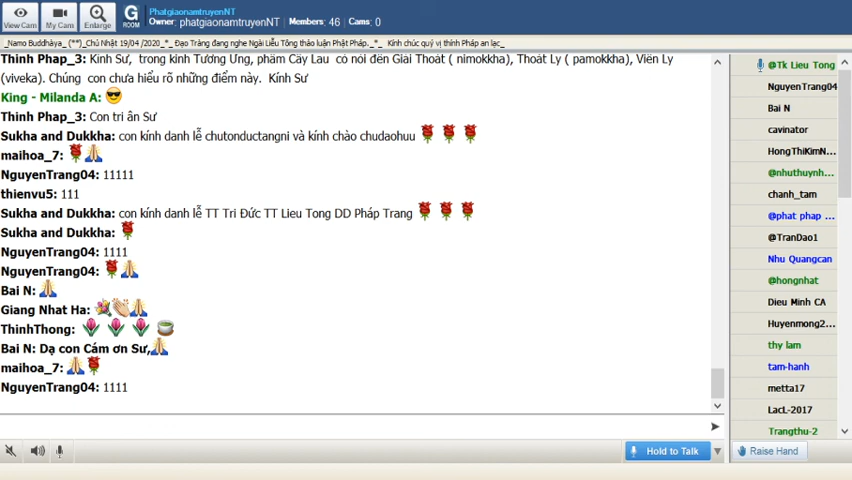 View Cam
My Cam
Enlarge
G
ROOM
PhatgiaonamtruyenNT
Owner: phatgiaonamtruyenNT
Members: 46
Cams: 0
_Namo Buddhàya_ (**)_Chủ Nhật 19/04 /2020_*_ Đạo Tràng đang nghe Ngài Liễu Tông thảo luận Phật Pháp._*_ Kính chúc quý vị thính Pháp an lạc_
Thinh Phap_3: Kính Sư, trong kinh Tương Ưng, phẩm Cây Lau có nói đến Giải Thoát ( nimokkha), Thoát Ly ( pamokkha), Viên Ly
(viveka). Chúng con chưa hiểu rõ những điểm này. Kính Sư
King - Milanda A:
Thinh Phap_3: Con tri ân Sư
Sukha and Dukkha: con kính danh lễ chutonductangni và kính chào chudaohuu
maihoa_7:
NguyenTrang04: 11111
thienvu5: 111
Sukha and Dukkha: con kính danh lễ TT Tri Đức TT Lieu Tong DD Pháp Trang
Sukha and Dukkha:
NguyenTrang04: 1111
NguyenTrang04:
Bai N:
Giang Nhat Ha:
ThinhThong:
Bai N: Dạ con Cám ơn Sư,
maihoa_7:
NguyenTrang04: 1111
@Tk Lieu Tong
NguyenTrang04
Bai N
cavinator
HongThiKimN...
@nhuthuynh...
chanh_tam
@phat phap ...
@TranDao1
Nhu Quangcan
@hongnhat
Dieu Minh CA
Huyenmong2...
thy lam
tam-hanh
metta17
LacL-2017
Trangthu-2
Hold to Talk
Raise Hand